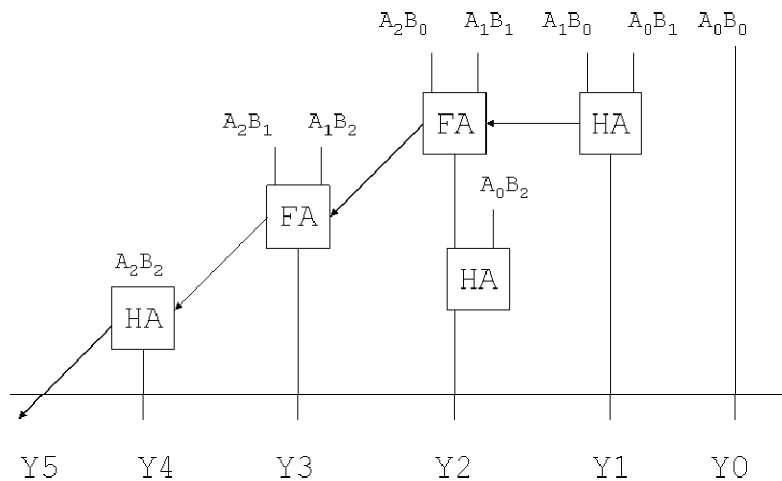 A₂B₀ A₁B₁ A₁B₀ A₀B₁ A₀B₀
FA HA
A₂B₁ A₁B₂
A₀B₂
FA
A₂B₂
HA
HA
Y5 Y4 Y3 Y2 Y1 Y0